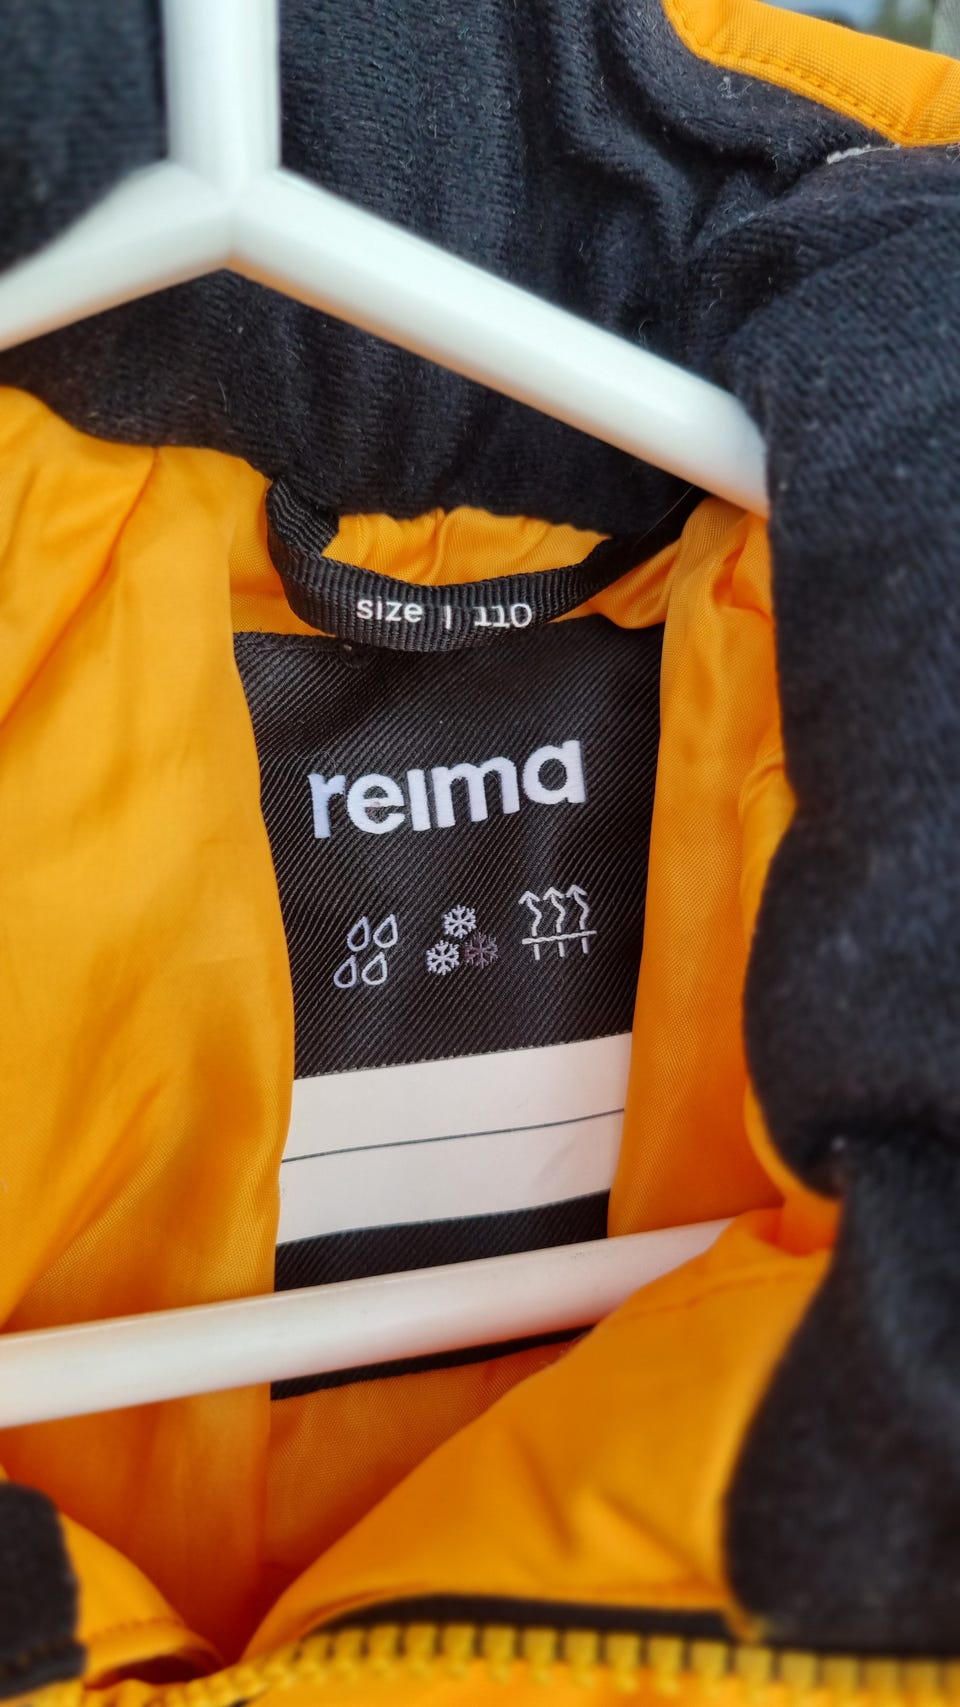 size | 110
reima